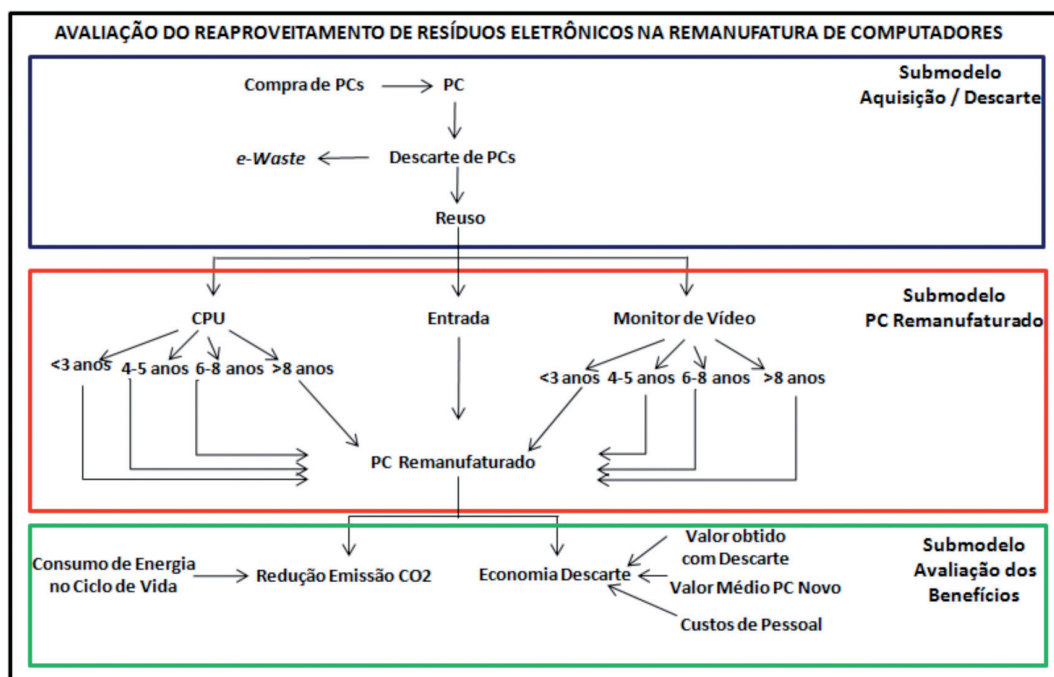 AVALIAÇÃO DO REAPROVEITAMENTO DE RESÍDUOS ELETRÔNICOS NA REMANUFATURA DE COMPUTADORES
Submodelo
Aquisição / Descarte
Compra de PCs
PC
e-Waste
Descarte de PCs
Reuso
Submodelo
PC Remanufaturado
CPU
Entrada
Monitor de Vídeo
<3 anos
4-5 anos
6-8 anos
>8 anos
<3 anos
4-5 anos
6-8 anos
>8 anos
PC Remanufaturado
Submodelo
Avaliação dos
Benefícios
Consumo de Energia
no Ciclo de Vida
Redução Emissão CO2
Economia Descarte
Valor obtido
com Descarte
Valor Médio PC Novo
Custos de Pessoal